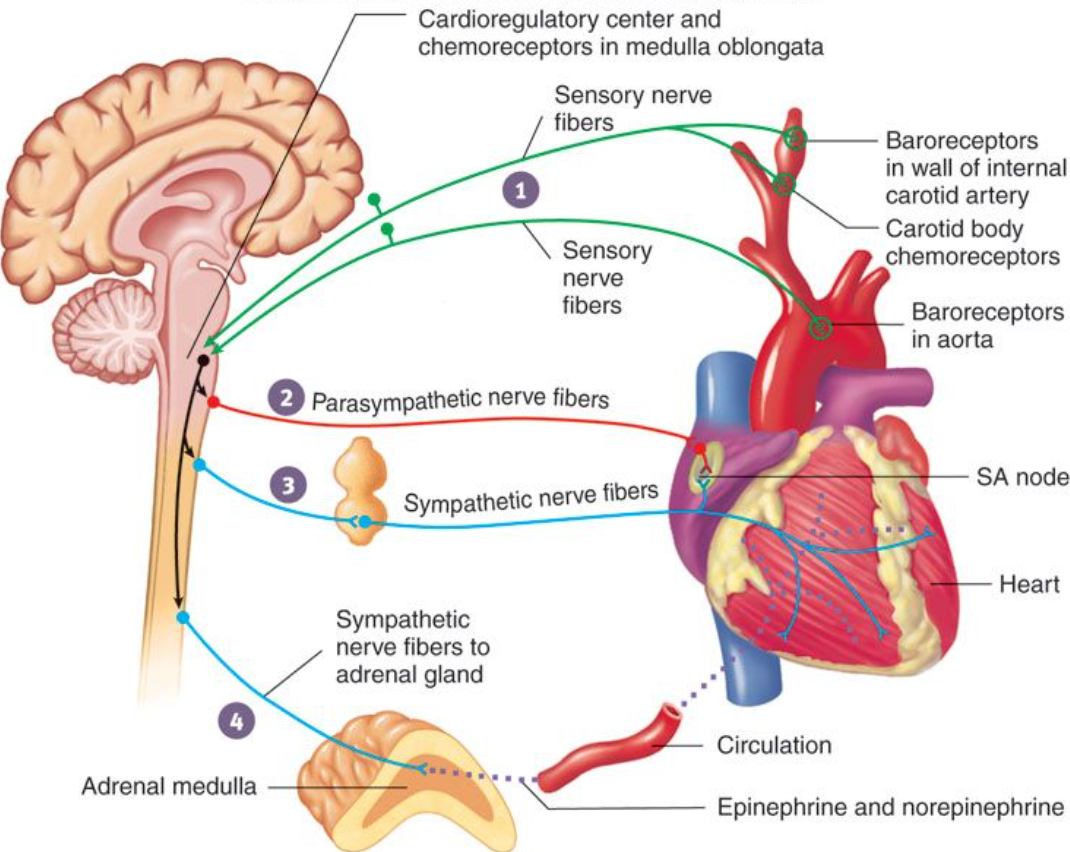 Cardioregulatory center and
chemoreceptors in medulla oblongata
Sensory nerve
fibers
Baroreceptors
in wall of internal
carotid artery
1
Carotid body
chemoreceptors
Sensory
nerve
fibers
Baroreceptors
in aorta
2 Parasympathetic nerve fibers
SA node
3
Sympathetic nerve fibers
Heart
Sympathetic
nerve fibers to
adrenal gland
4
Circulation
Adrenal medulla
Epinephrine and norepinephrine